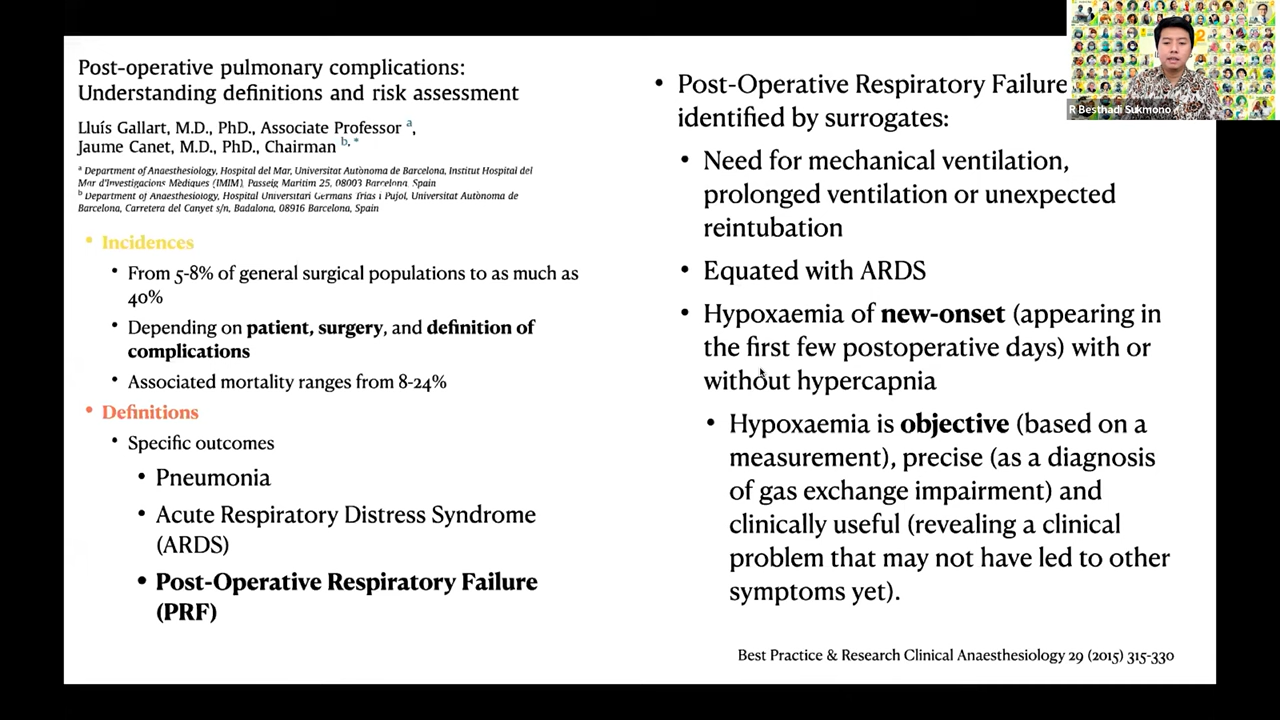 Post-operative pulmonary complications:
Understanding definitions and risk assessment
Lluís Gallart, M.D., PhD., Associate Professor a,
Jaume Canet, M.D., PhD., Chairman b, *
a Department of Anaesthesiology, Hospital del Mar, Universitat Autònoma de Barcelona, Institut Hospital del
Mar d'Investigacions Mèdiques (IMIM), Passeig Marítim 25, 08003 Barcelona, Spain
b Department of Anaesthesiology, Hospital Universitari Germans Trias i Pujol, Universitat Autònoma de
Barcelona, Carretera del Canyet s/n, Badalona, 08916 Barcelona, Spain
• Incidences
• From 5-8% of general surgical populations to as much as
40%
• Depending on patient, surgery, and definition of
complications
• Associated mortality ranges from 8-24%
• Definitions
• Specific outcomes
• Pneumonia
• Acute Respiratory Distress Syndrome
(ARDS)
• Post-Operative Respiratory Failure
(PRF)
• Post-Operative Respiratory Failure
identified by surrogates:
• Need for mechanical ventilation,
prolonged ventilation or unexpected
reintubation
• Equated with ARDS
• Hypoxaemia of new-onset (appearing in
the first few postoperative days) with or
without hypercapnia
• Hypoxaemia is objective (based on a
measurement), precise (as a diagnosis
of gas exchange impairment) and
clinically useful (revealing a clinical
problem that may not have led to other
symptoms yet).
Best Practice & Research Clinical Anaesthesiology 29 (2015) 315-330
R Besthadi Sukmono